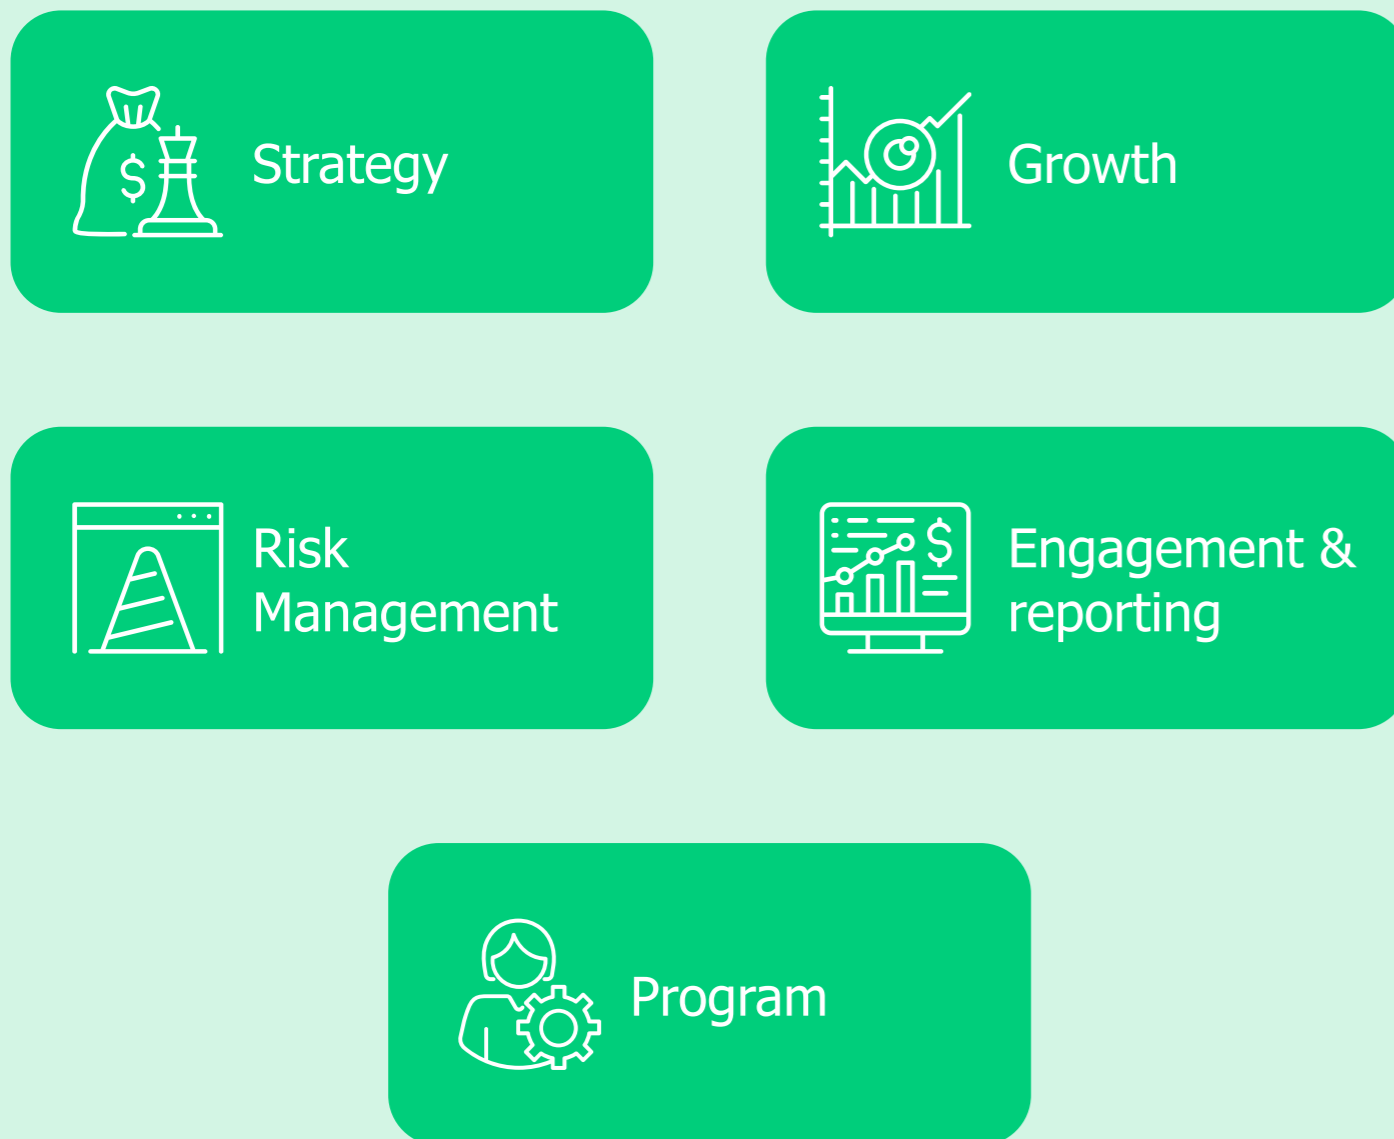 Strategy
Growth
Risk
Management
Engagement &
reporting
Program